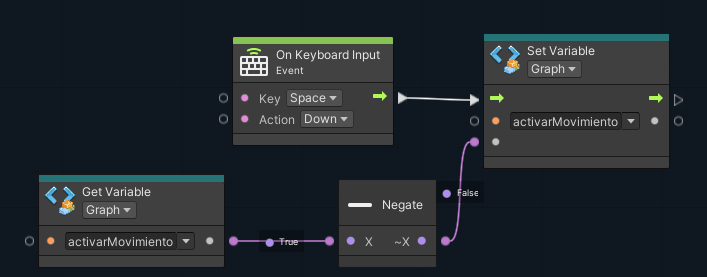 On Keyboard Input
Event
Key Space
Action Down
Set Variable
Graph
activarMovimiento
Get Variable
Graph
activarMovimiento
True
Negate
X ~X
False